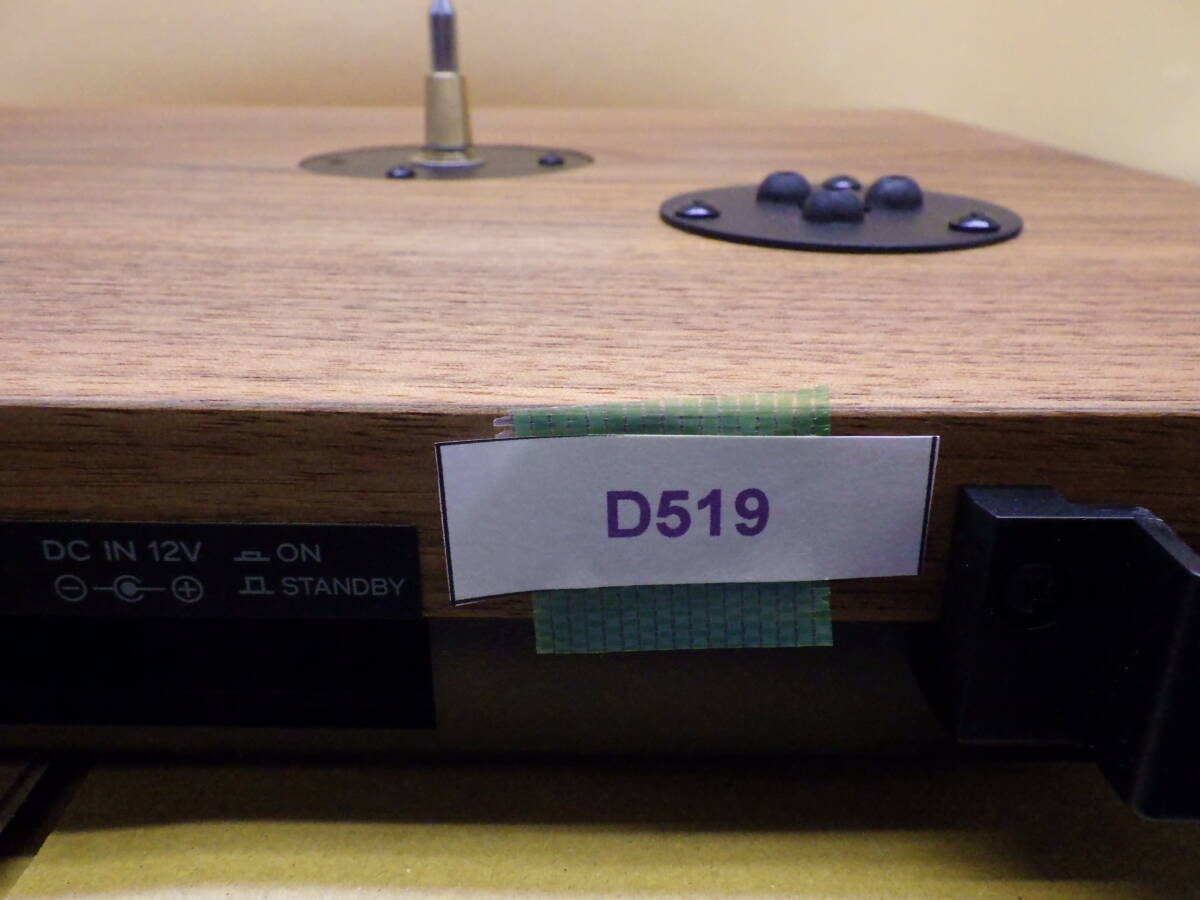 D519
DC IN 12V
ON
STANDBY